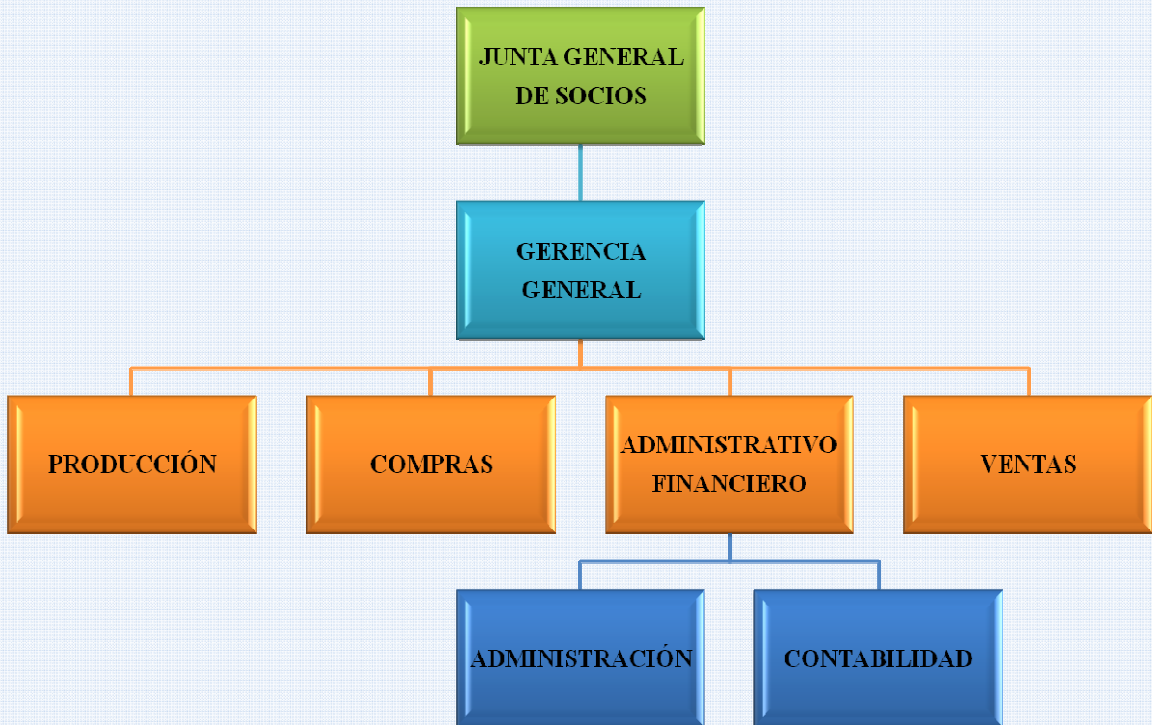 JUNTA GENERAL
DE SOCIOS
GERENCIA
GENERAL
PRODUCCIÓN
COMPRAS
ADMINISTRATIVO
FINANCIERO
VENTAS
ADMINISTRACIÓN
CONTABILIDAD